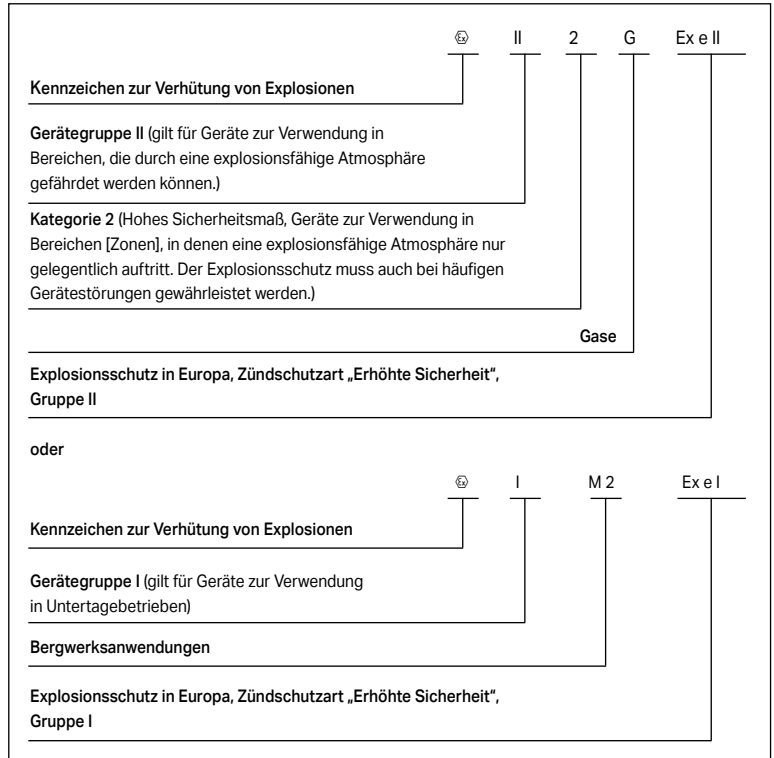 Ex II 2 G Ex e II
Kennzeichen zur Verhütung von Explosionen
Gerätegruppe II (gilt für Geräte zur Verwendung in
Bereichen, die durch eine explosionsfähige Atmosphäre
gefährdet werden können.)
Kategorie 2 (Hohes Sicherheitsmaß, Geräte zur Verwendung in
Bereichen [Zonen], in denen eine explosionsfähige Atmosphäre nur
gelegentlich auftritt. Der Explosionsschutz muss auch bei häufigen
Gerätestörungen gewährleistet werden.)
Gase
Explosionsschutz in Europa, Zündschutzart „Erhöhte Sicherheit“,
Gruppe II
oder
Ex I M 2 Ex e I
Kennzeichen zur Verhütung von Explosionen
Gerätegruppe I (gilt für Geräte zur Verwendung
in Untertagebetrieben)
Bergwerksanwendungen
Explosionsschutz in Europa, Zündschutzart „Erhöhte Sicherheit“,
Gruppe I